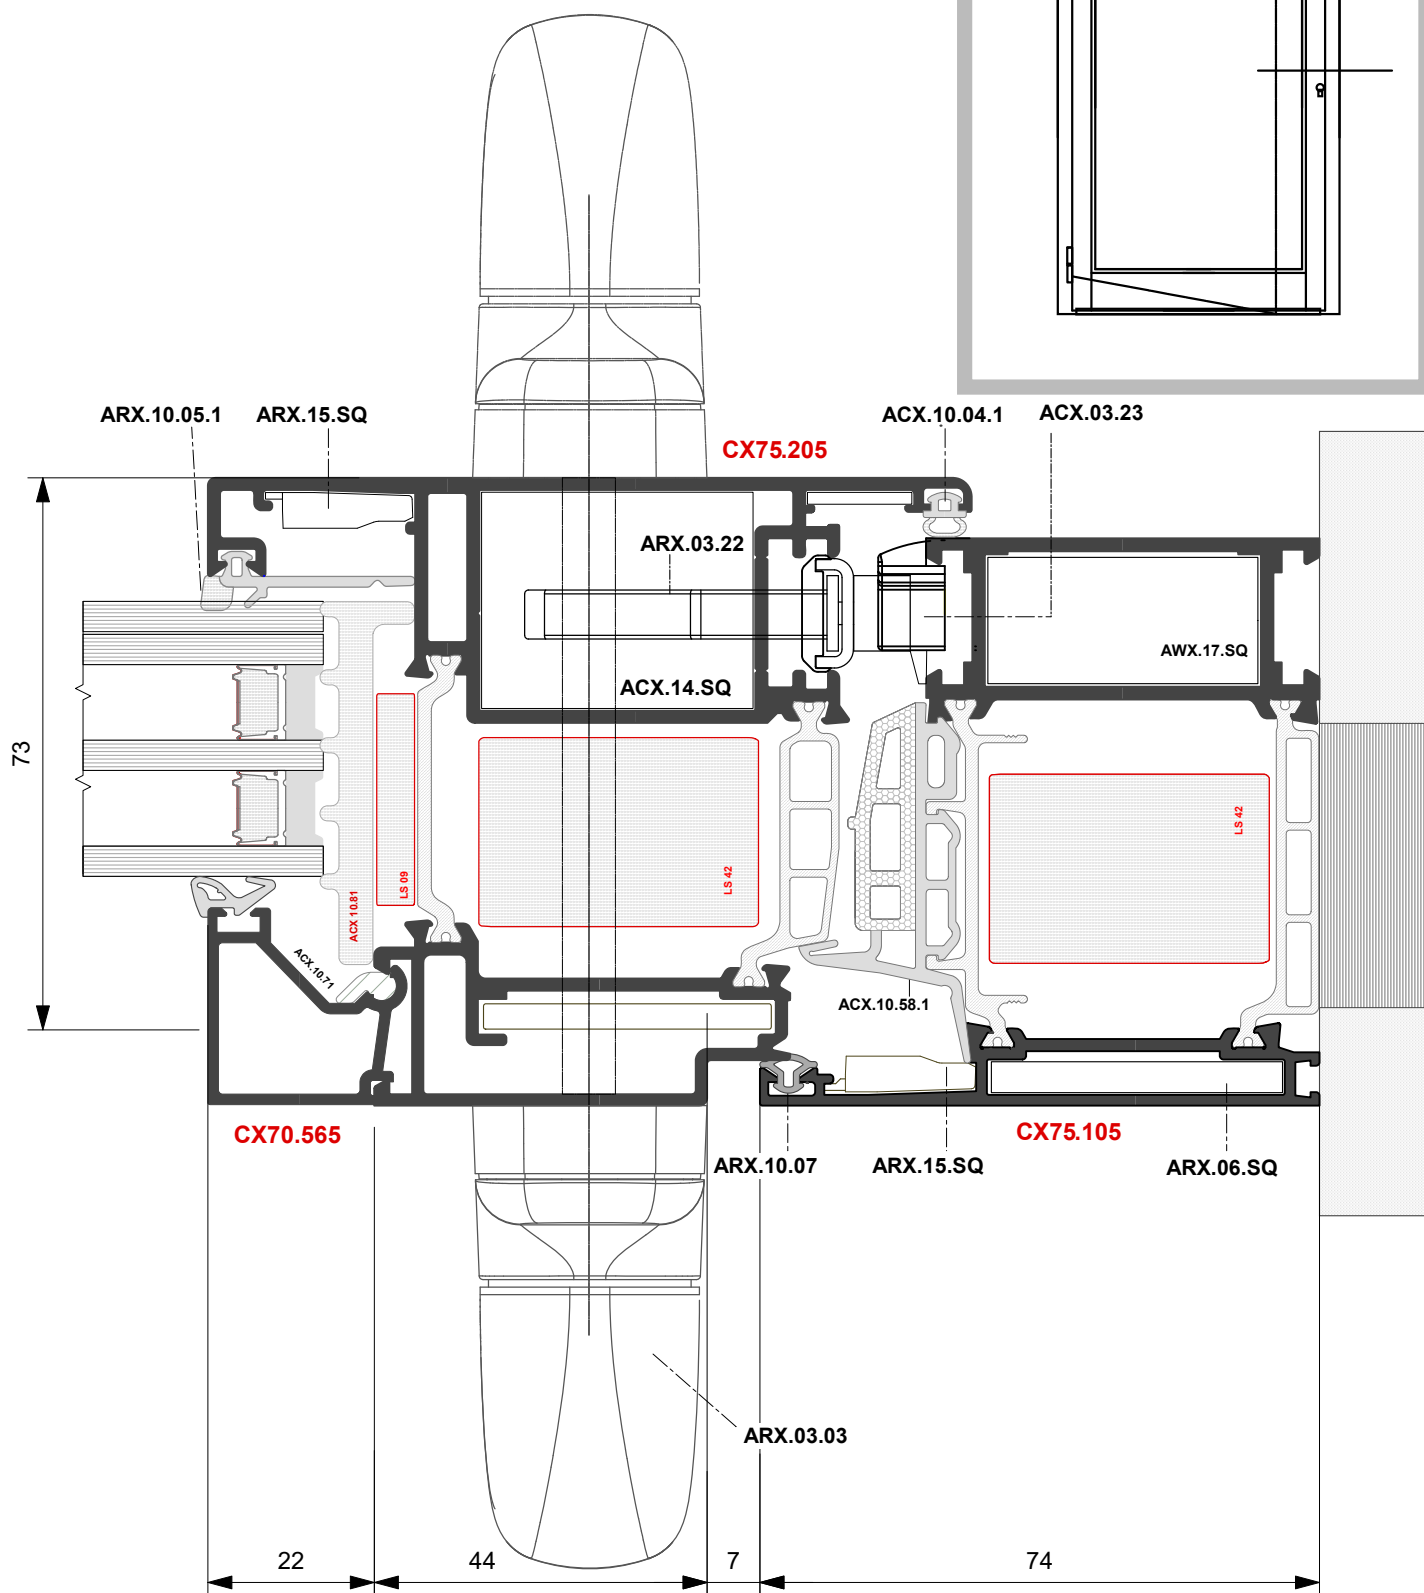 ARX.10.05.1
ARX.15.SQ
ACX.10.04.1
ACX.03.23
CX75.205
ARX.03.22
AWX.17.SQ
ACX.14.SQ
73
LS 42
LS 09
LS 42
ACX 10.81
ACX.10.71
ACX.10.58.1
CX70.565
CX75.105
ARX.10.07
ARX.15.SQ
ARX.06.SQ
ARX.03.03
22
44
7
74